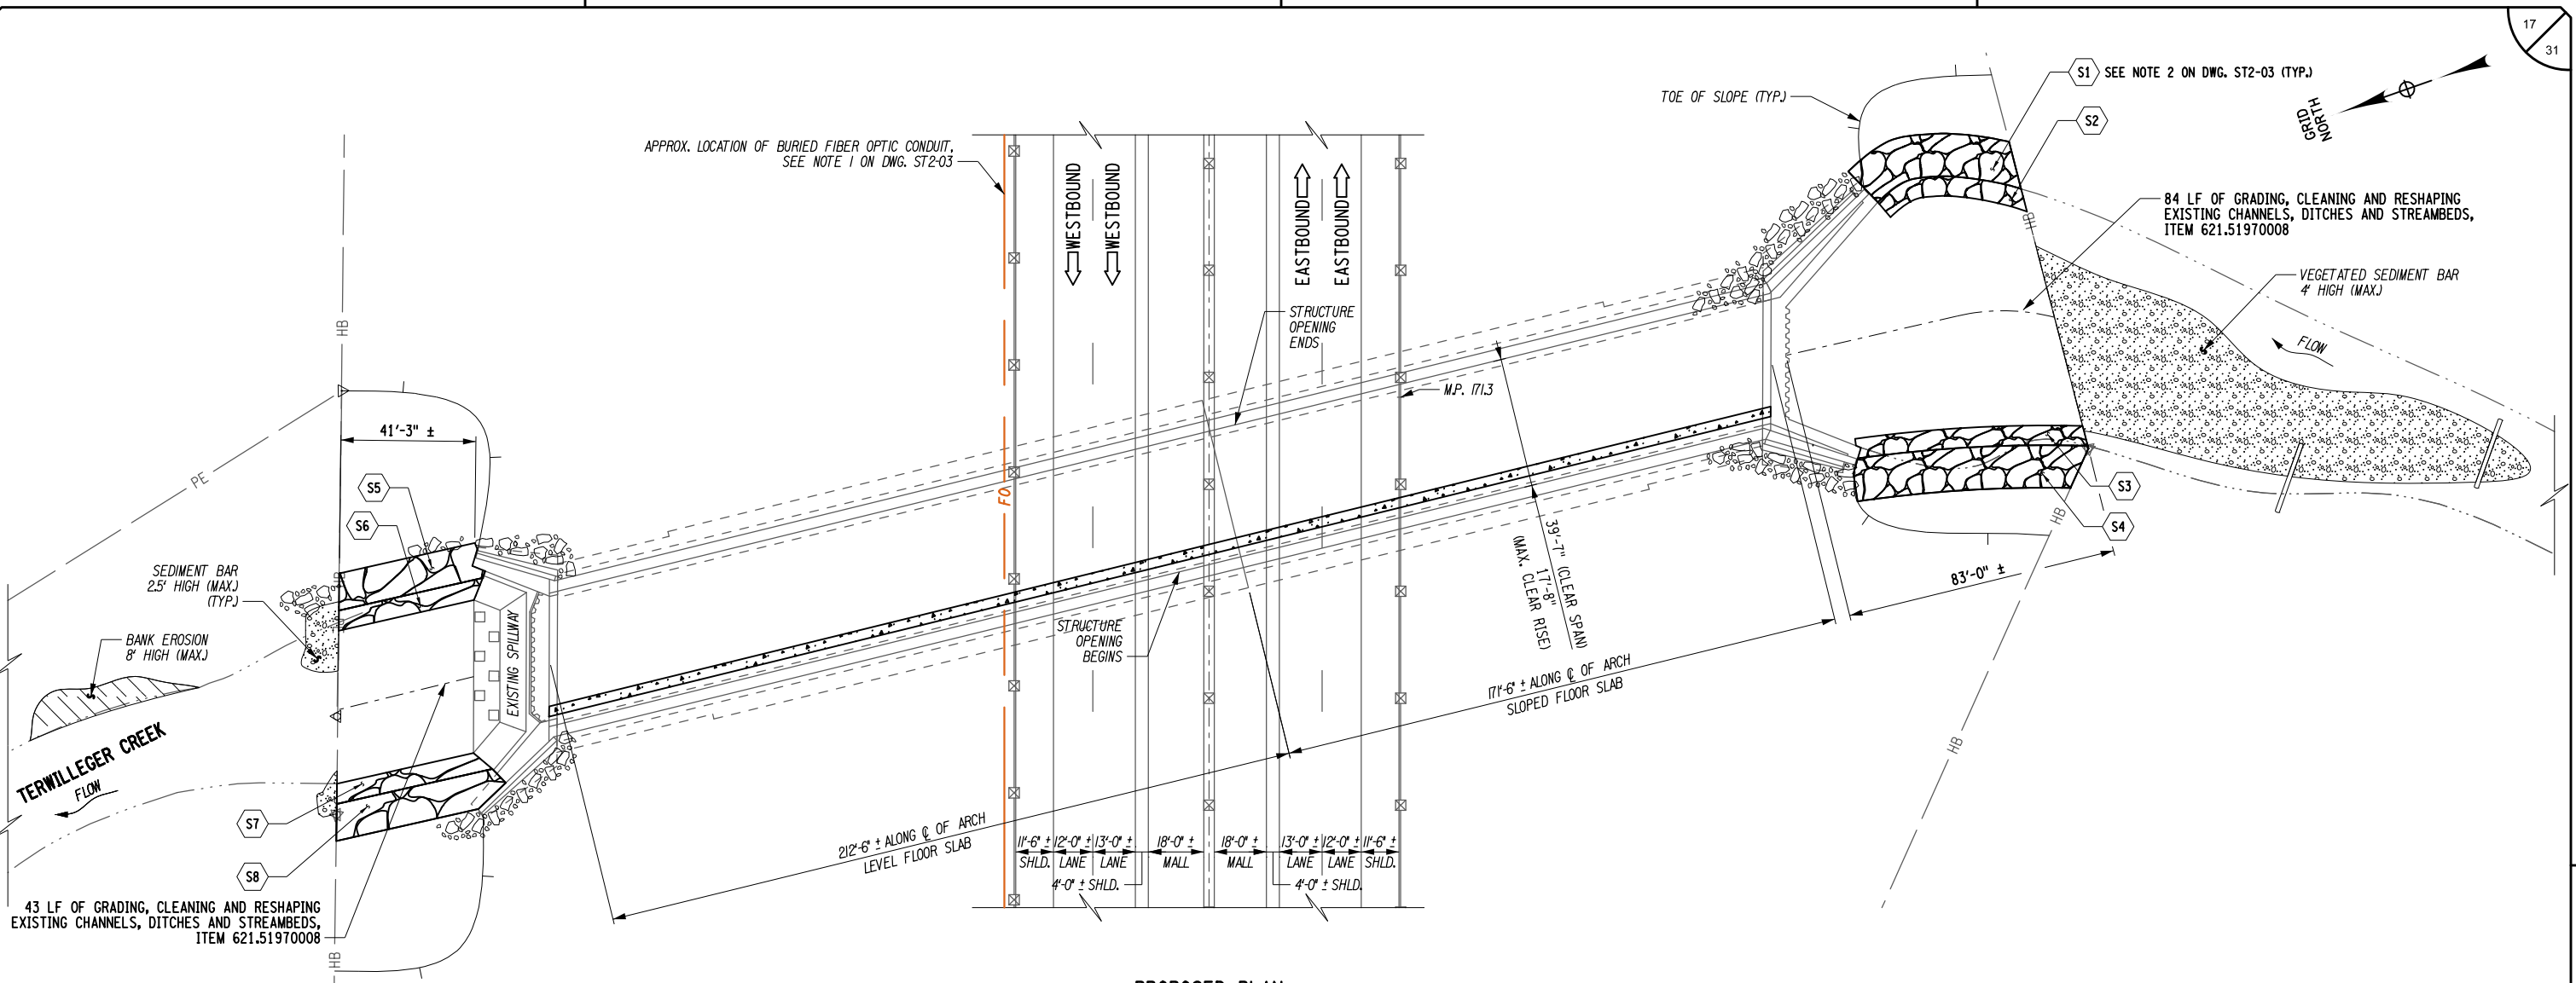 17
31
S1 SEE NOTE 2 ON DWG. ST2-03 (TYP.)
S2
GRID
NORTH
TOE OF SLOPE (TYP.)
APPROX. LOCATION OF BURIED FIBER OPTIC CONDUIT,
SEE NOTE 1 ON DWG. ST2-03
WESTBOUND
WESTBOUND
EASTBOUND
EASTBOUND
84 LF OF GRADING, CLEANING AND RESHAPING
EXISTING CHANNELS, DITCHES AND STREAMBEDS,
ITEM 621.51970008
HB
VEGETATED SEDIMENT BAR
4' HIGH (MAX.)
FLOW
HB
STRUCTURE
OPENING
ENDS
M.P. 171.3
41'-3" ±
PE
S5
S6
FO
S3
S4
HB
39'-7" (CLEAR SPAN)
17'-8"
(MAX. CLEAR RISE)
83'-0" ±
SEDIMENT BAR
2.5' HIGH (MAX.)
(TYP.)
BANK EROSION
8' HIGH (MAX.)
EXISTING SPILLWAY
STRUCTURE
OPENING
BEGINS
171'-6" ± ALONG ℄ OF ARCH
SLOPED FLOOR SLAB
HB
TERWILLEGER CREEK
FLOW
S7
S8
212'-6" ± ALONG ℄ OF ARCH
LEVEL FLOOR SLAB
11'-6" ± 12'-0" ± 13'-0" ± 18'-0" ± 18'-0" ± 13'-0" ± 12'-0" ± 11'-6" ±
SHLD. LANE LANE MALL MALL LANE LANE SHLD.
4'-0" ± SHLD. 4'-0" ± SHLD.
43 LF OF GRADING, CLEANING AND RESHAPING
EXISTING CHANNELS, DITCHES AND STREAMBEDS,
ITEM 621.51970008
HB
PROPOSED PLAN